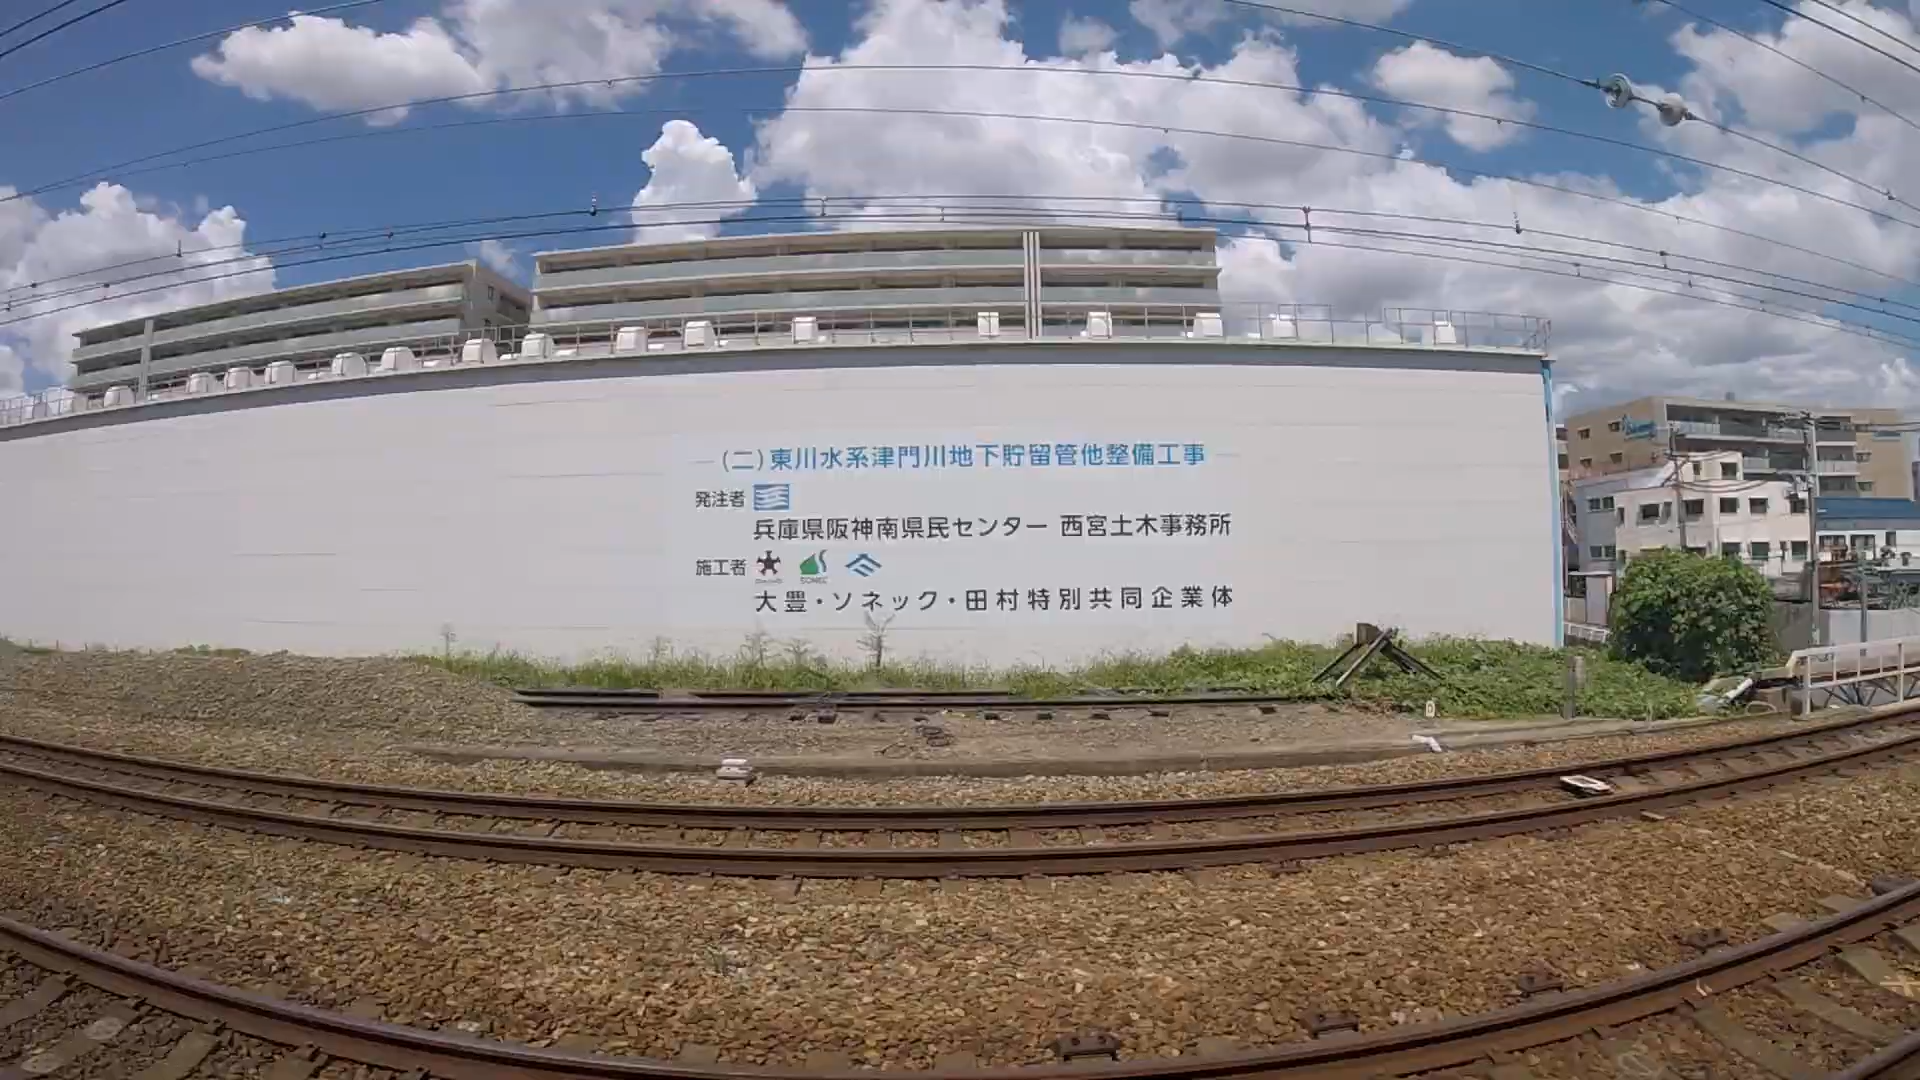 (二)東川水系津門川地下貯留管他整備工事
発注者
兵庫県阪神南県民センター 西宮土木事務所
施工者
大豊・ソネック・田村特別共同企業体